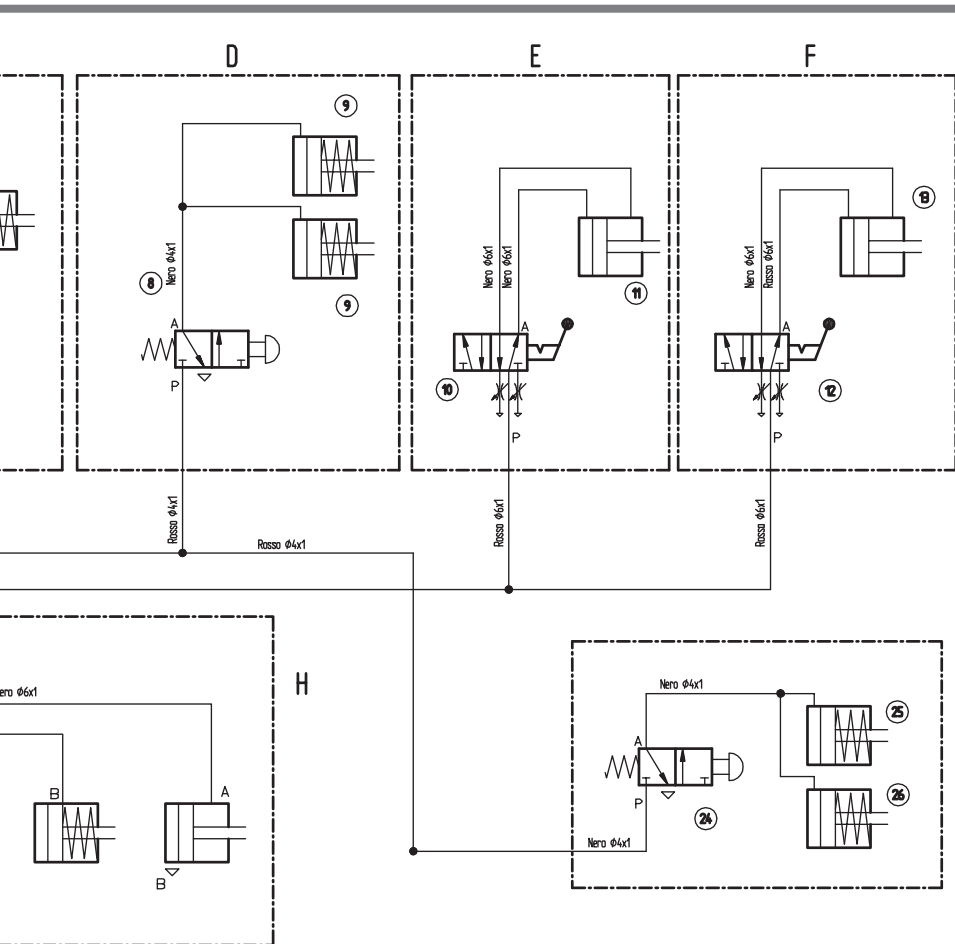 D
E
F
9
9
Nero Φ4x1
8
A
P
Rosso Φ4x1
Rosso Φ4x1
Nero Φ6x1
Nero Φ6x1
11
A
10
P
Rosso Φ6x1
Nero Φ6x1
Rosso Φ6x1
13
A
12
P
Rosso Φ6x1
H
ero Φ6x1
B
A
B
Nero Φ4x1
A
P
24
25
26
Nero Φ4x1